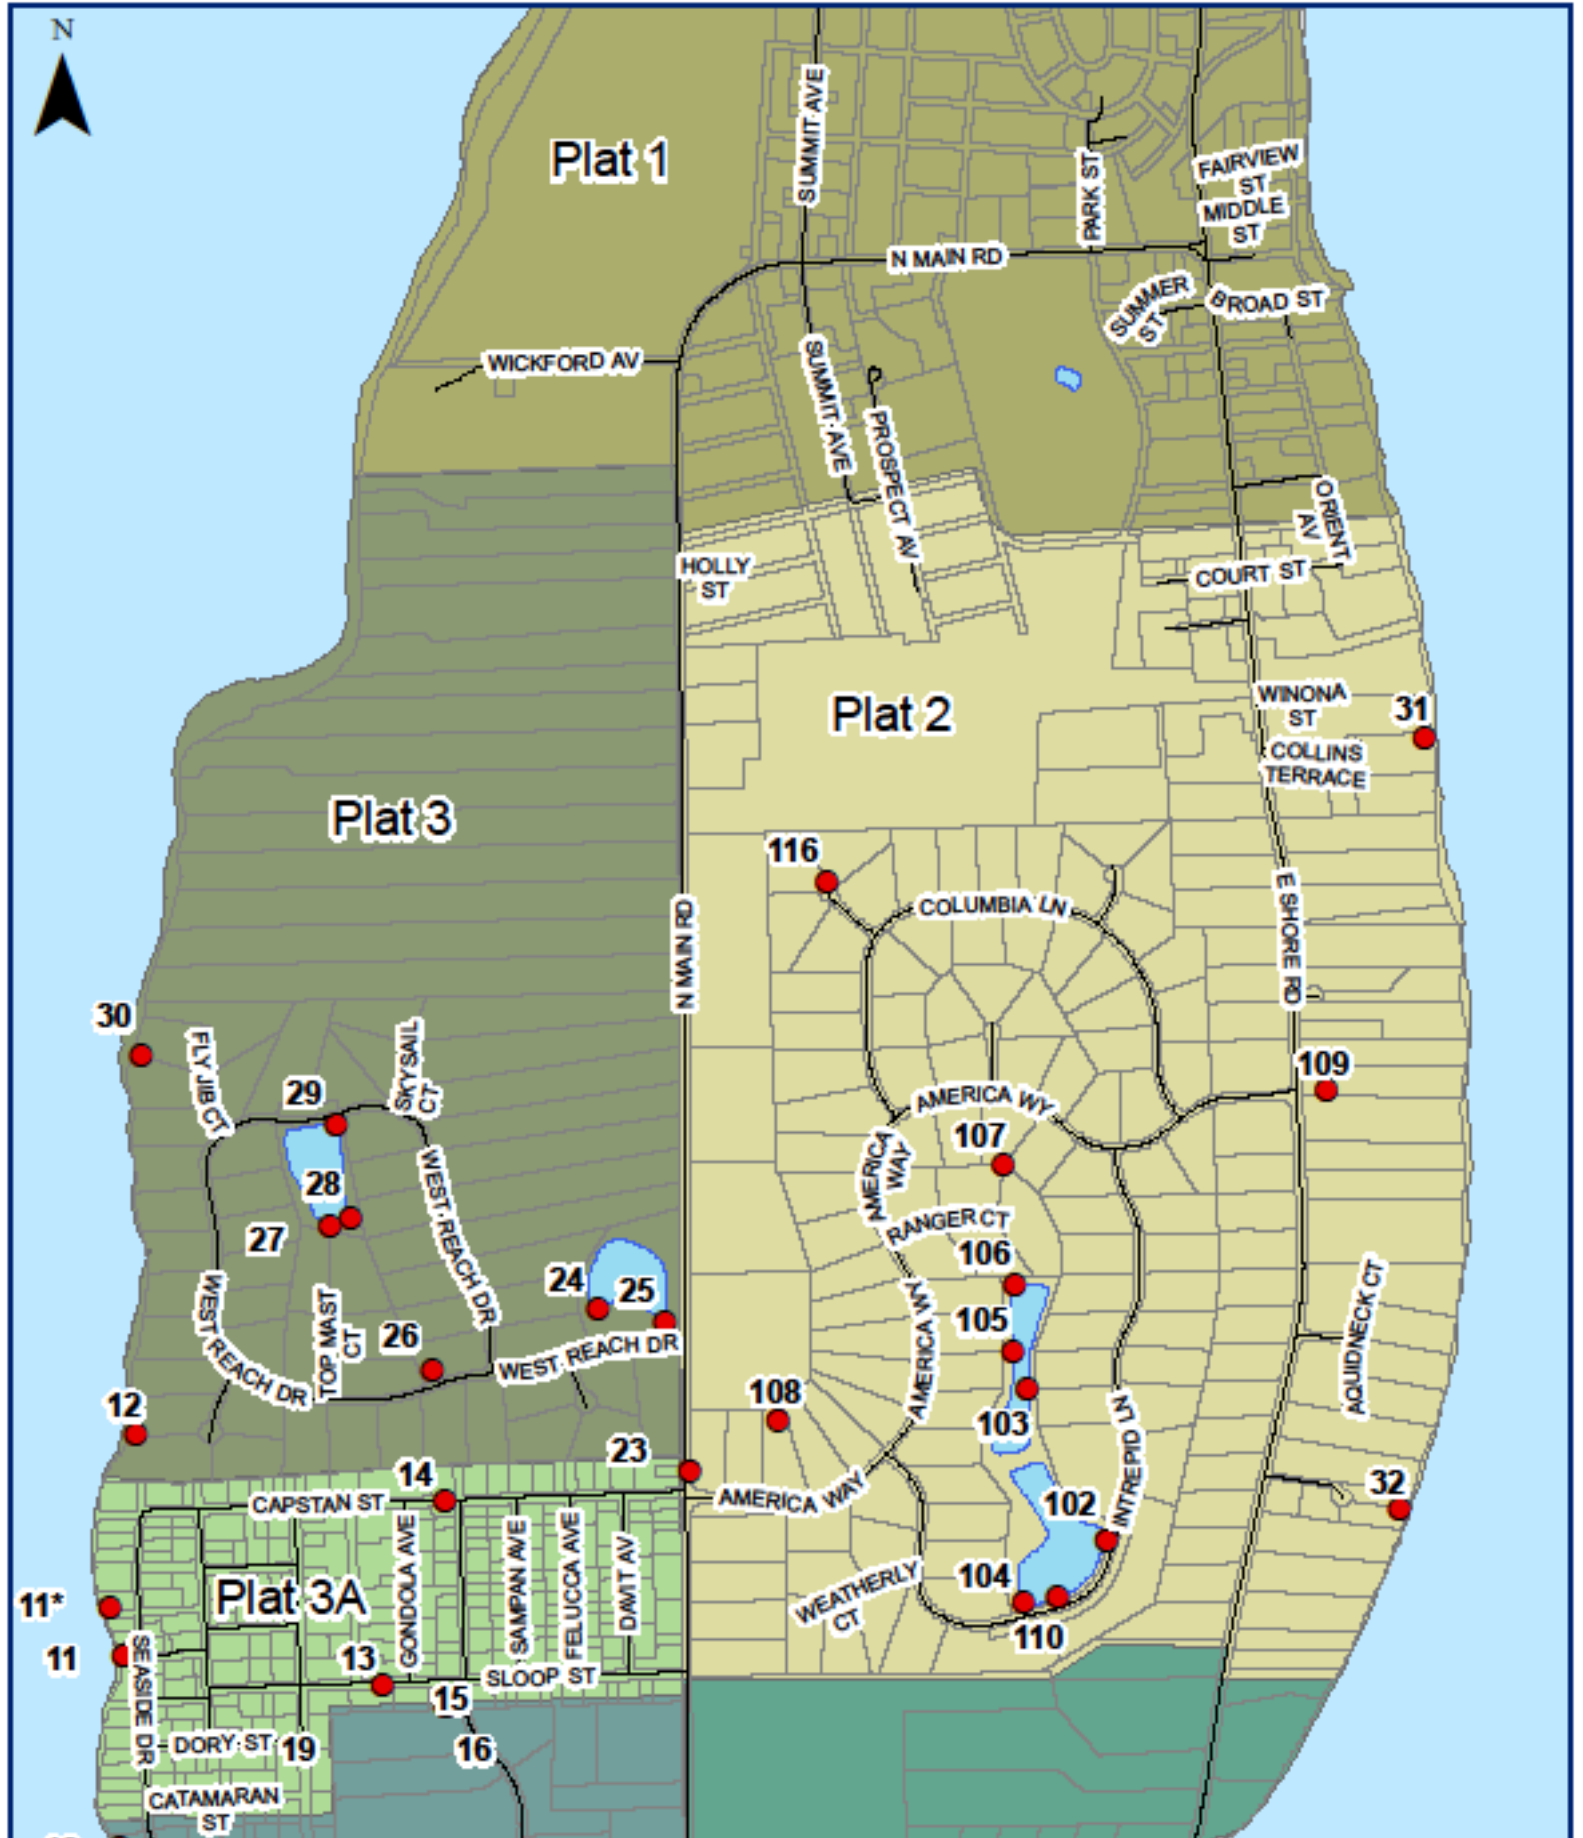 N
SUMMIT AVE
Plat 1
PARK ST
FAIRVIEW
ST
MIDDLE
ST
N MAIN RD
SUMMER
ST
BROAD ST
WICKFORD AV
SUMMIT AVE
PROSPECT AV
ORIENT
AV
HOLLY
ST
COURT ST
Plat 2
WINONA
ST
31
COLLINS
TERRACE
Plat 3
116
COLUMBIA LN
E SHORE RD
N MAIN RD
30
FLY JIB CT
SKYSAIL
CT
29
109
AMERICA WY
107
AMERICA
WAY
28
WEST REACH DR
27
RANGER CT
106
24
25
105
AMERICA WY
AQUIDNECK CT
WEST REACH DR
TOP MAST
CT
26
WEST REACH DR
12
108
103
INTREPID LN
23
14
CAPSTAN ST
AMERICA WAY
102
32
GONDOLA AVE
SAMPAN AVE
FELUCCA AVE
DAVIT AV
Plat 3A
104
WEATHERLY
CT
11*
11
SEASIDE DR
13
110
SLOOP ST
15
DORY ST
19
16
CATAMARAN
ST